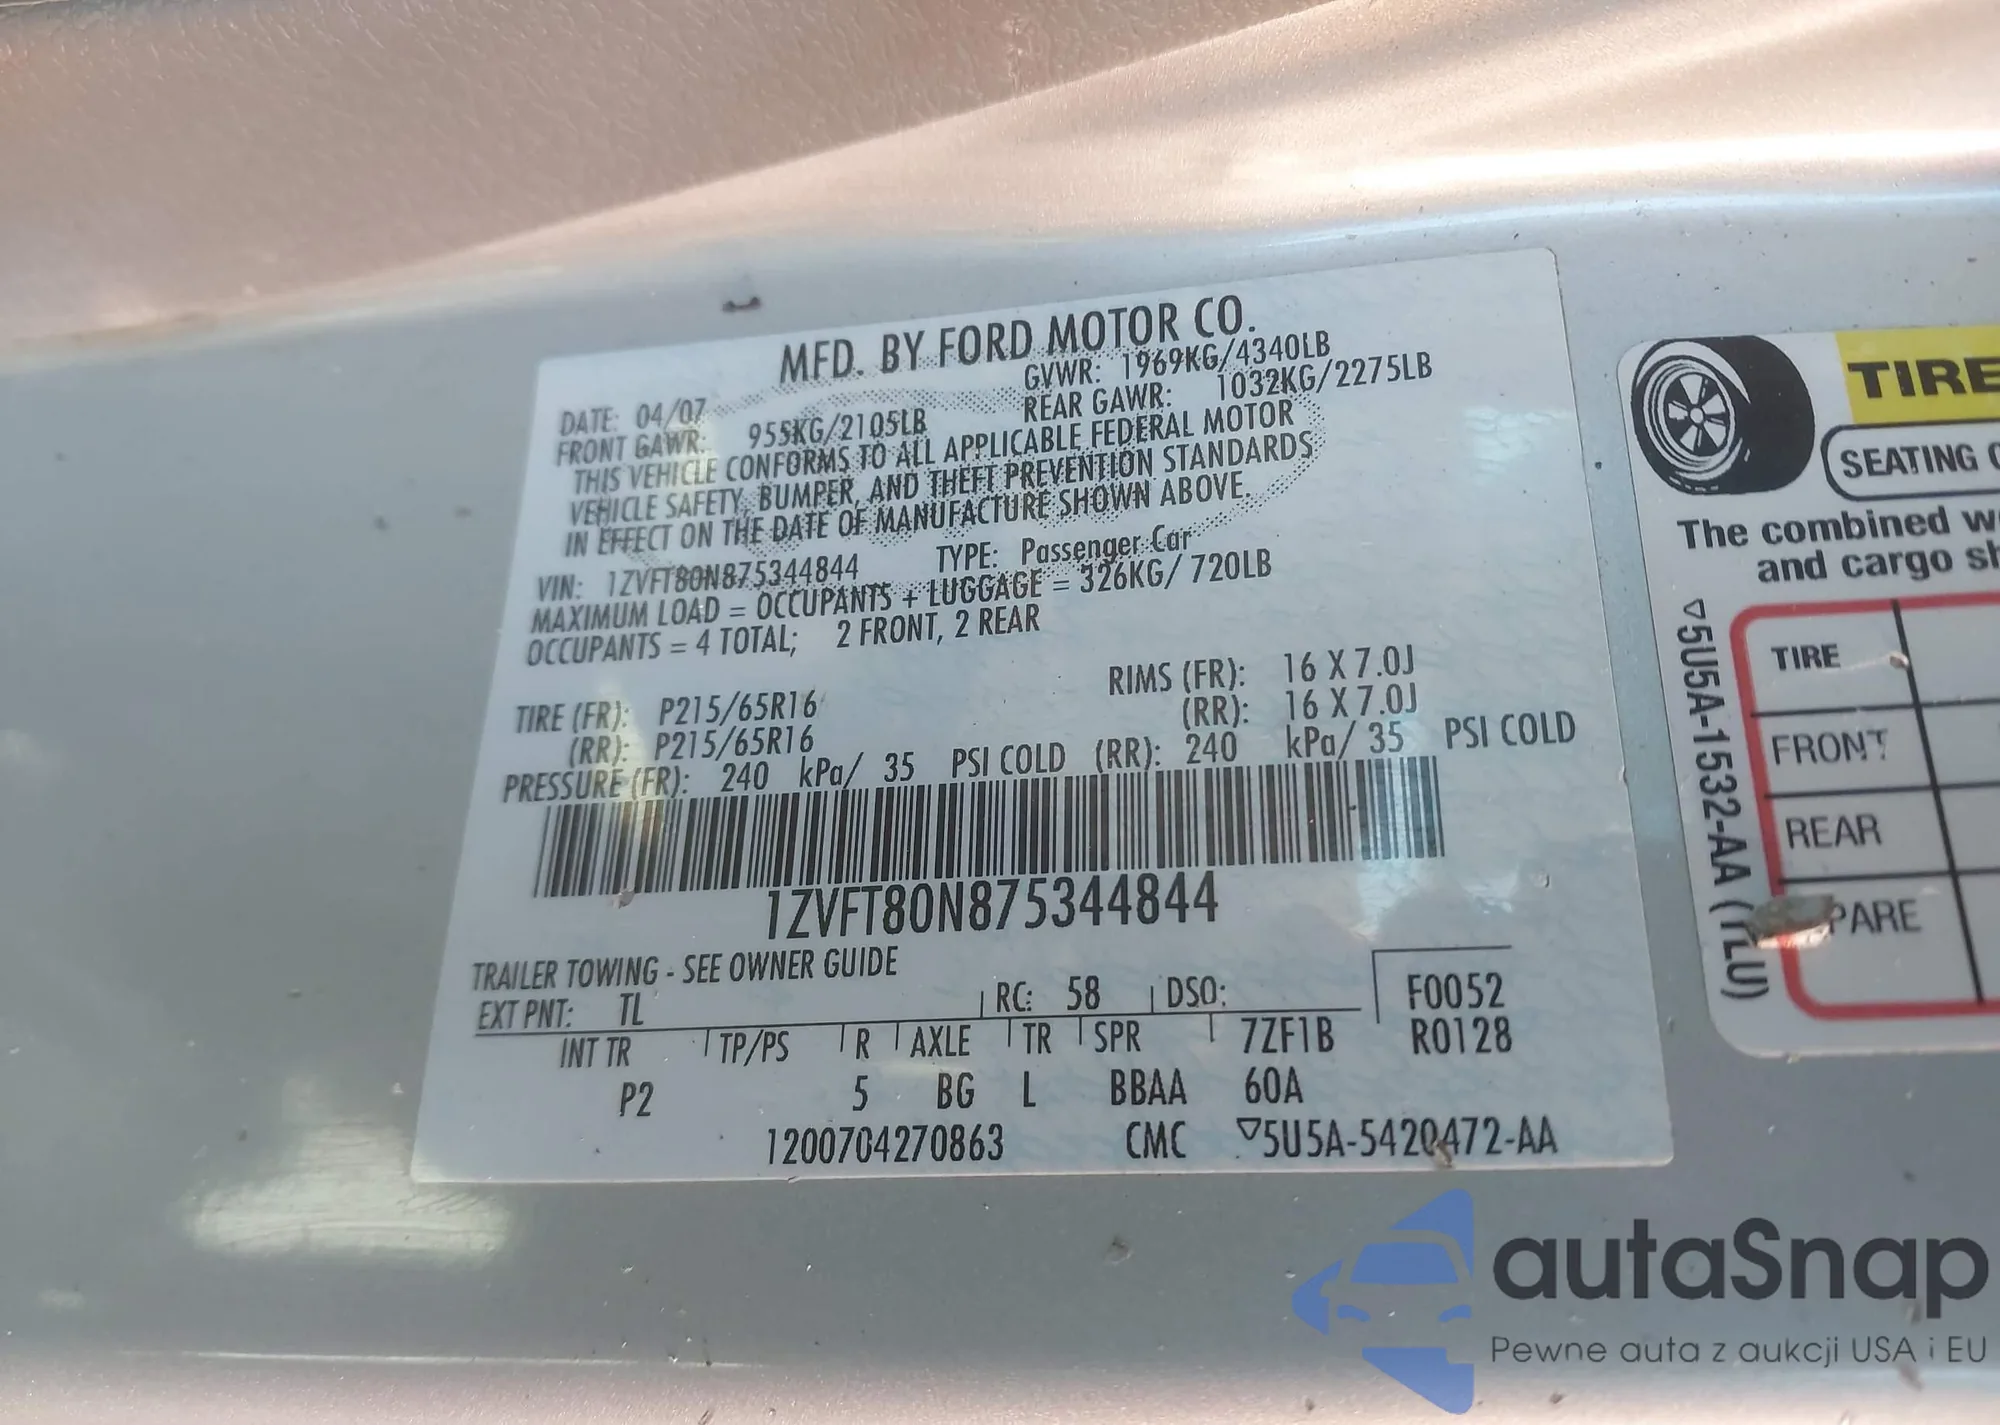 MFD. BY FORD MOTOR CO.
DATE: 04/07 GVWR: 1969KG/4340LB
FRONT GAWR: 955KG/2105LB REAR GAWR: 1032KG/2275LB
THIS VEHICLE CONFORMS TO ALL APPLICABLE FEDERAL MOTOR
VEHICLE SAFETY, BUMPER, AND THEFT PREVENTION STANDARDS
IN EFFECT ON THE DATE OF MANUFACTURE SHOWN ABOVE.
VIN: 1ZVFT80N875344844 TYPE: Passenger Car
MAXIMUM LOAD = OCCUPANTS + LUGGAGE = 326KG/ 720LB
OCCUPANTS = 4 TOTAL; 2 FRONT, 2 REAR
TIRE (FR): P215/65R16 RIMS (FR): 16 X 7.0J
(RR): P215/65R16 (RR): 16 X 7.0J
PRESSURE (FR): 240 kPa/ 35 PSI COLD (RR): 240 kPa/ 35 PSI COLD
1ZVFT80N875344844
TRAILER TOWING - SEE OWNER GUIDE
EXT PNT: TL RC: 58 DSO: F0052
INT TR TP/PS R AXLE TR SPR 7ZF1B R0128
P2 5 BG L BBAA 60A
1200704270863 CMC ▽5U5A-5420472-AA
TIRE
SEATING
The combined
and cargo
TIRE
FRONT
REAR
PARE
▽5U5A-1532-AA (TLU)
autaSnap
Pewne auta z aukcji USA i EU